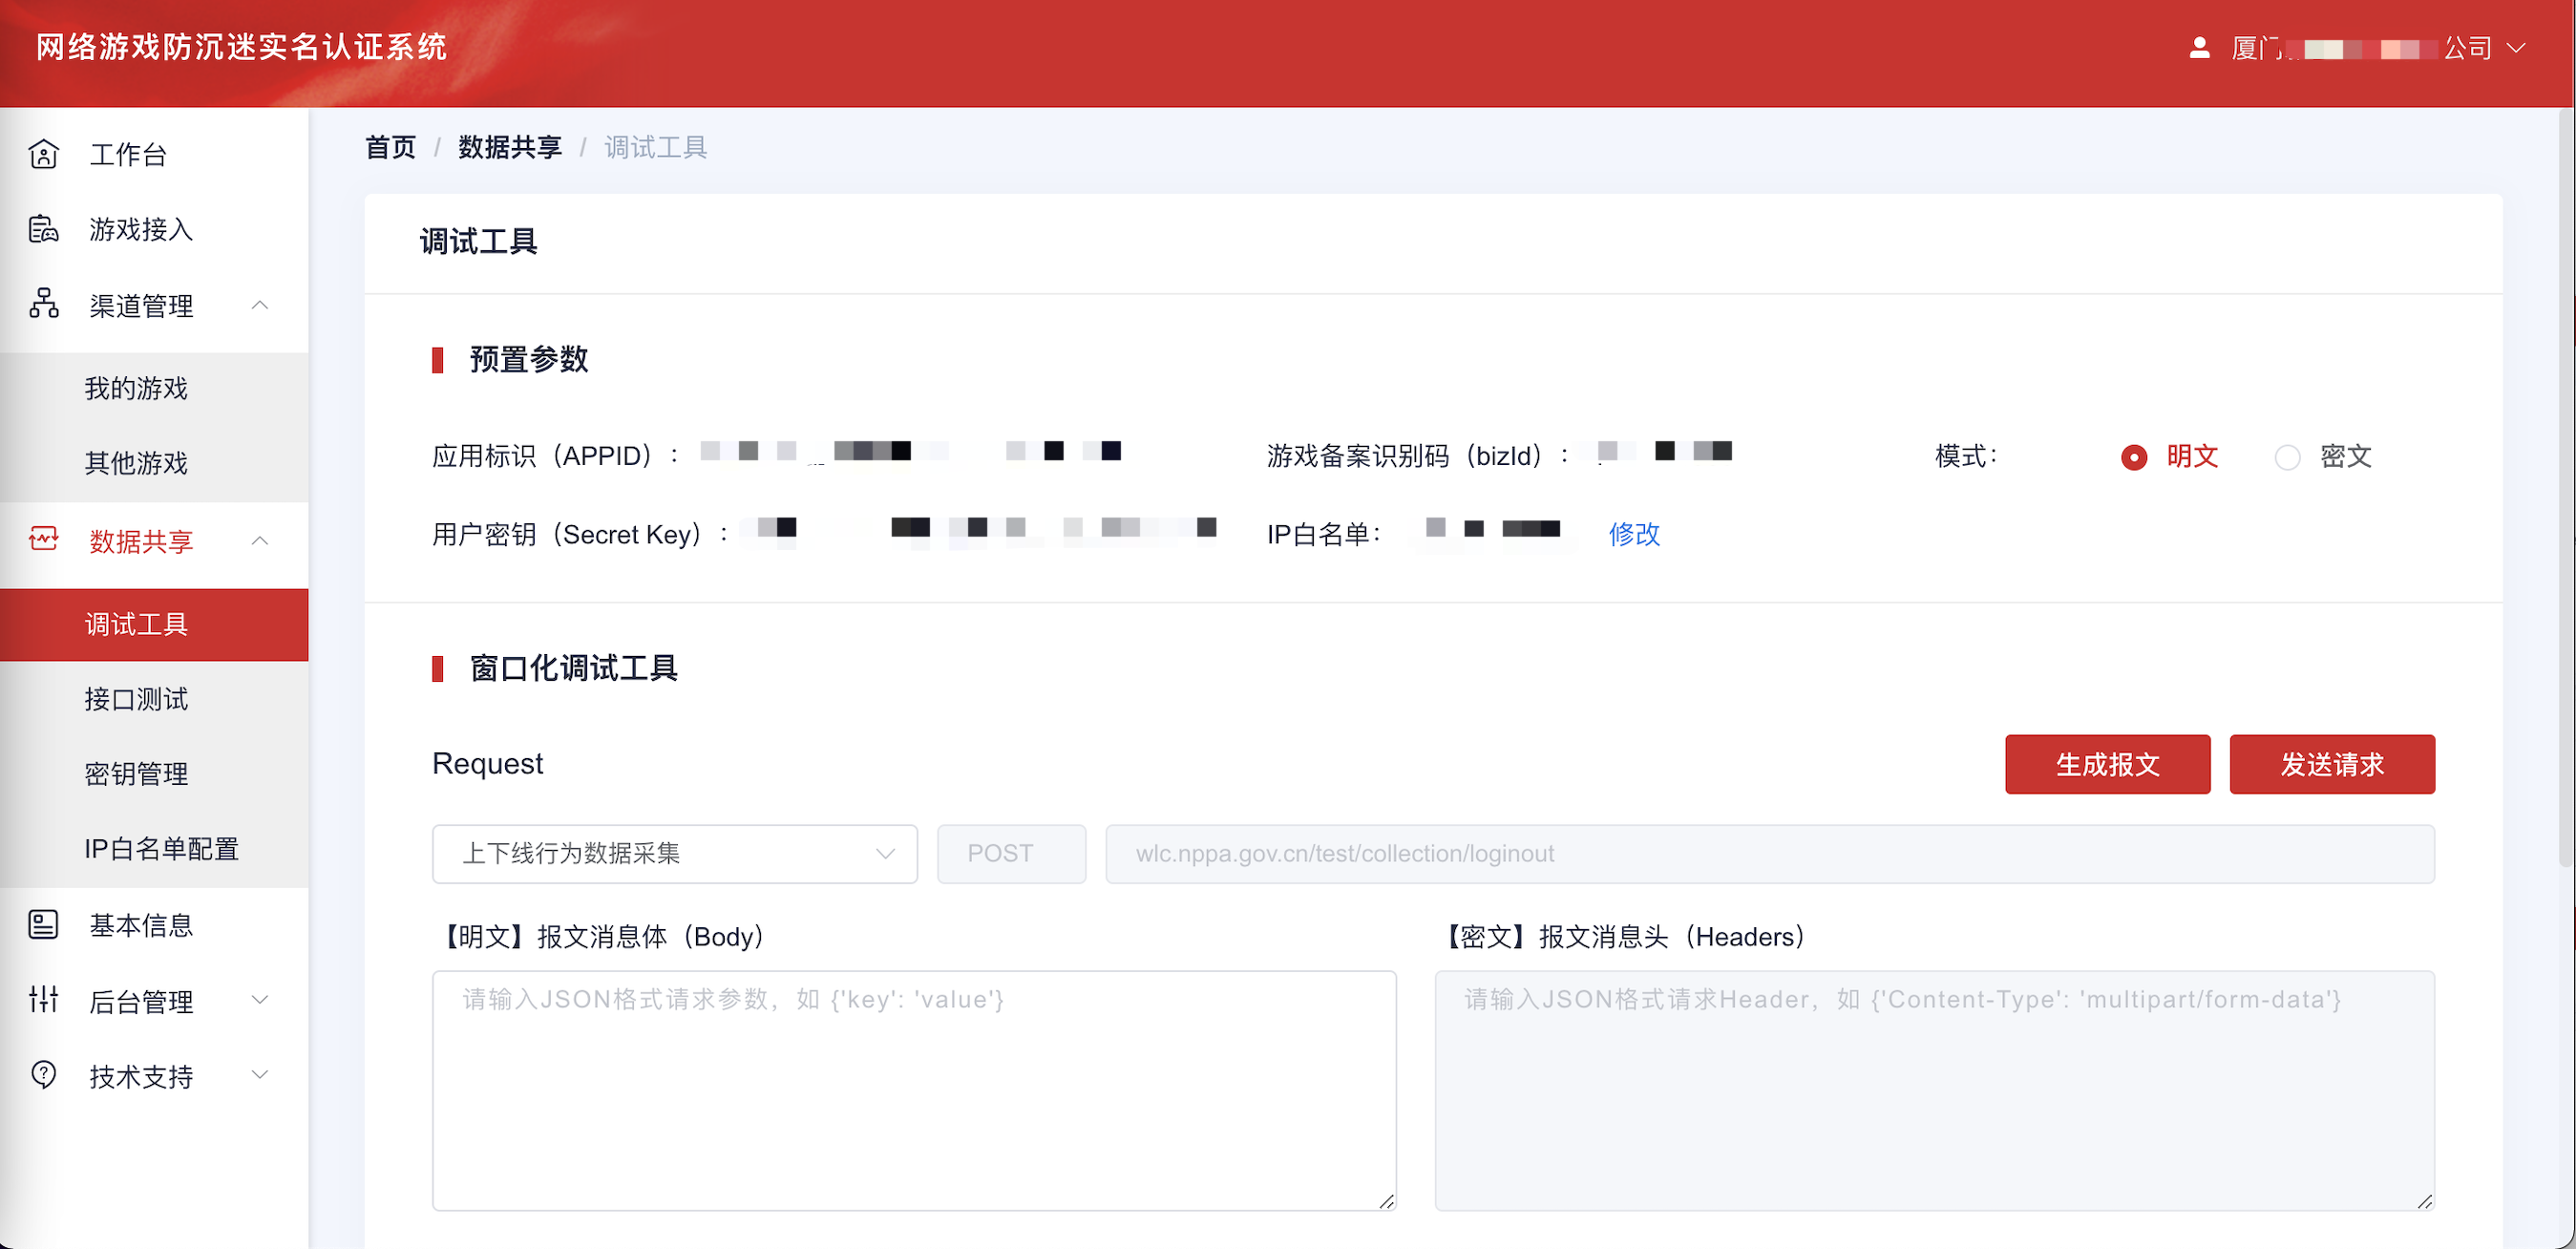 网络游戏防沉迷实名认证系统
厦门 公司
工作台
游戏接入
渠道管理
我的游戏
其他游戏
数据共享
调试工具
接口测试
密钥管理
IP白名单配置
基本信息
后台管理
技术支持
首页 / 数据共享 / 调试工具
调试工具
预置参数
应用标识（APPID）：
游戏备案识别码（bizId）：
模式： 明文 密文
用户密钥（Secret Key）：
IP白名单： 修改
窗口化调试工具
Request
生成报文 发送请求
上下线行为数据采集 POST wlc.nppa.gov.cn/test/collection/loginout
【明文】报文消息体（Body）
请输入JSON格式请求参数，如 {'key': 'value'}
【密文】报文消息头（Headers）
请输入JSON格式请求Header，如 {'Content-Type': 'multipart/form-data'}